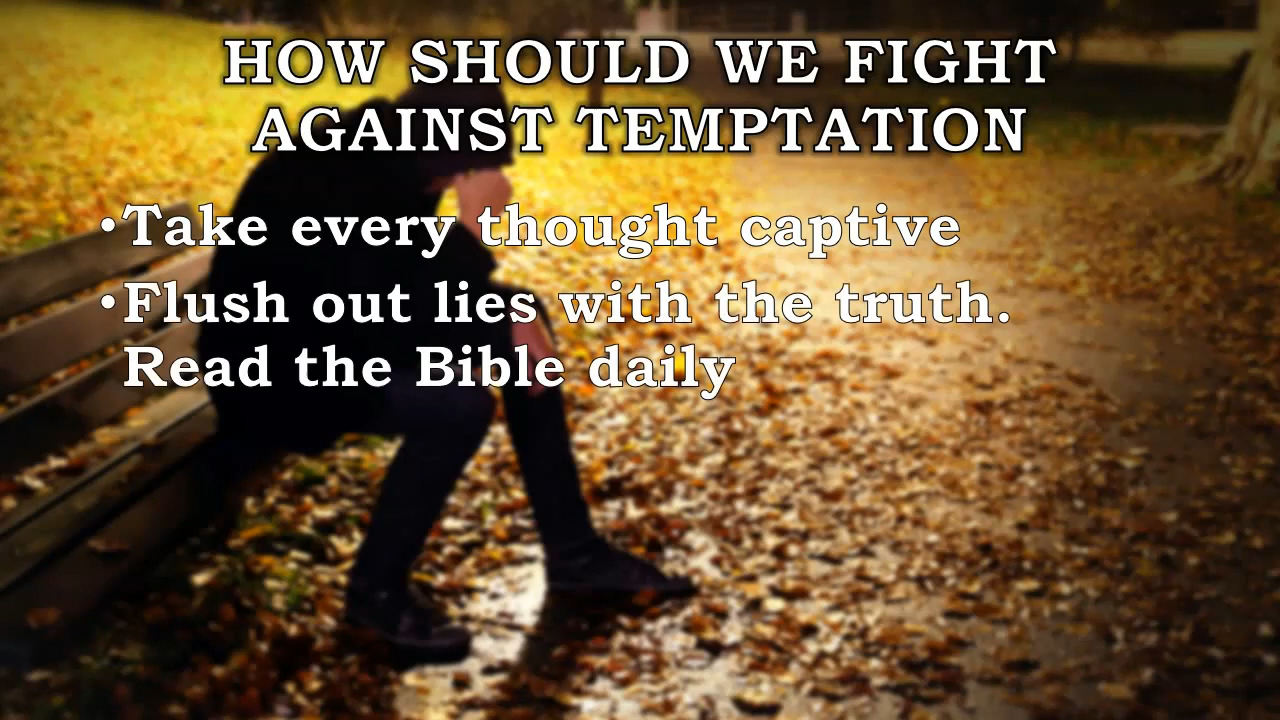 HOW SHOULD WE FIGHT
AGAINST TEMPTATION
•Take every thought captive
•Flush out lies with the truth.
Read the Bible daily